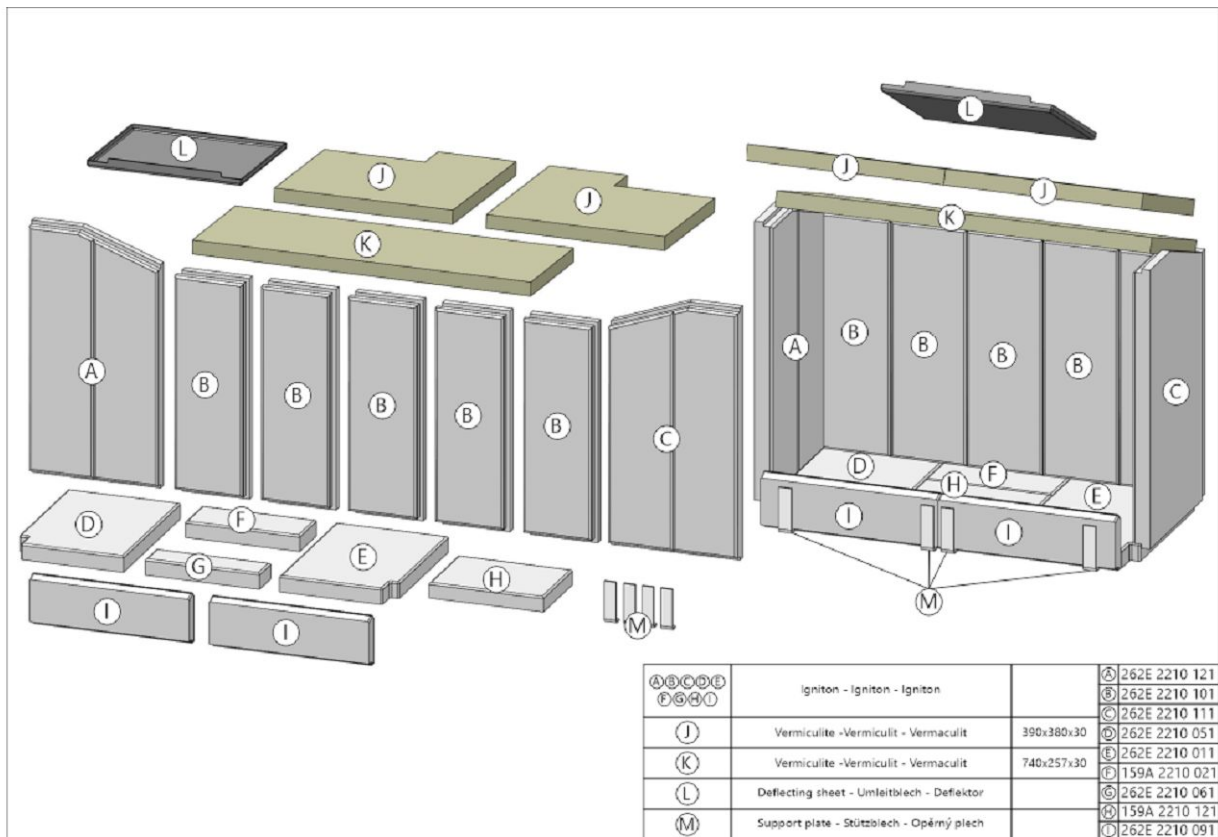 L
L
J
J
J
J
K
K
A
B
B
B
B
B
C
A
B
B
B
B
C
D
F
E
G
H
I
I
M
D
F
H
E
I
I
M
A B C D E
F G H I
Igniton - Igniton - Igniton
J
Vermiculite -Vermiculit - Vermaculit
390x380x30
K
Vermiculite -Vermiculit - Vermaculit
740x257x30
L
Deflecting sheet - Umleitblech - Deflektor
M
Support plate - Stützblech - Opěrný plech
A 262E 2210 121
B 262E 2210 101
C 262E 2210 111
D 262E 2210 051
E 262E 2210 011
F 159A 2210 021
G 262E 2210 061
H 159A 2210 121
I 262E 2210 091